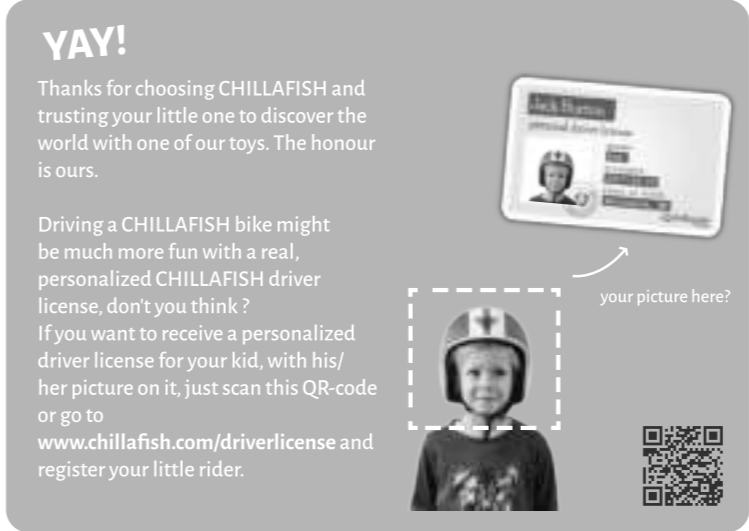 YAY!
Thanks for choosing CHILLAFISH and
trusting your little one to discover the
world with one of our toys. The honour
is ours.
Driving a CHILLAFISH bike might
be much more fun with a real,
personalized CHILLAFISH driver
license, don't you think ?
If you want to receive a personalized
driver license for your kid, with his/
her picture on it, just scan this QR-code
or go to
www.chillafish.com/driverlicense and
register your little rider.
Jack Burton
personal driver license
your picture here?